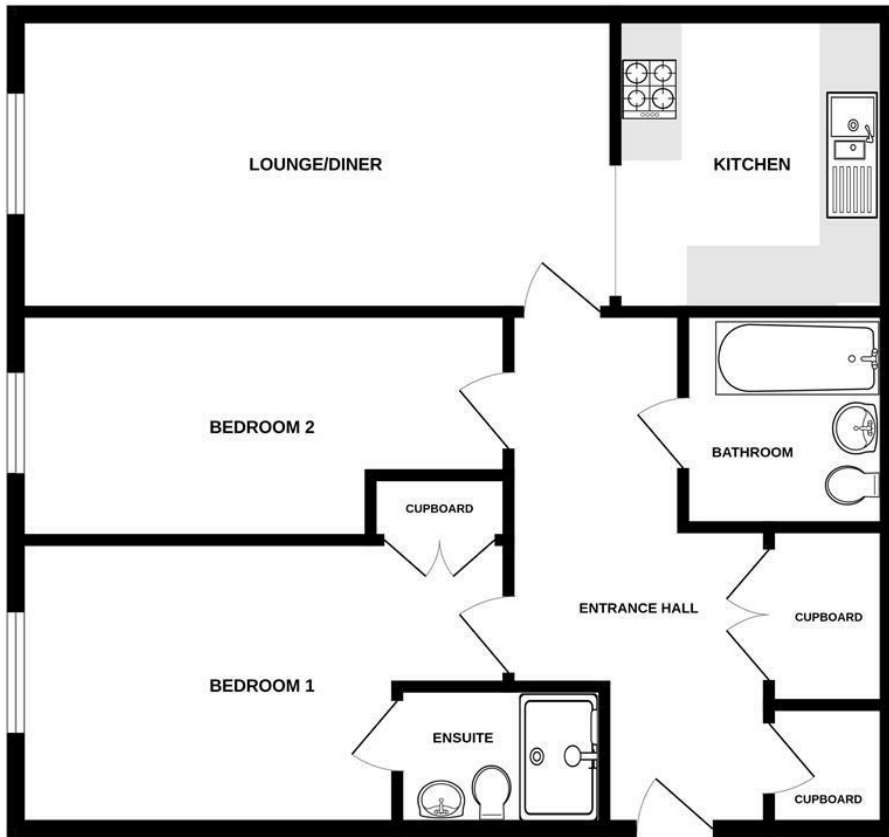 LOUNGE/DINER
KITCHEN
BEDROOM 2
BATHROOM
CUPBOARD
ENTRANCE HALL
CUPBOARD
BEDROOM 1
ENSUITE
CUPBOARD